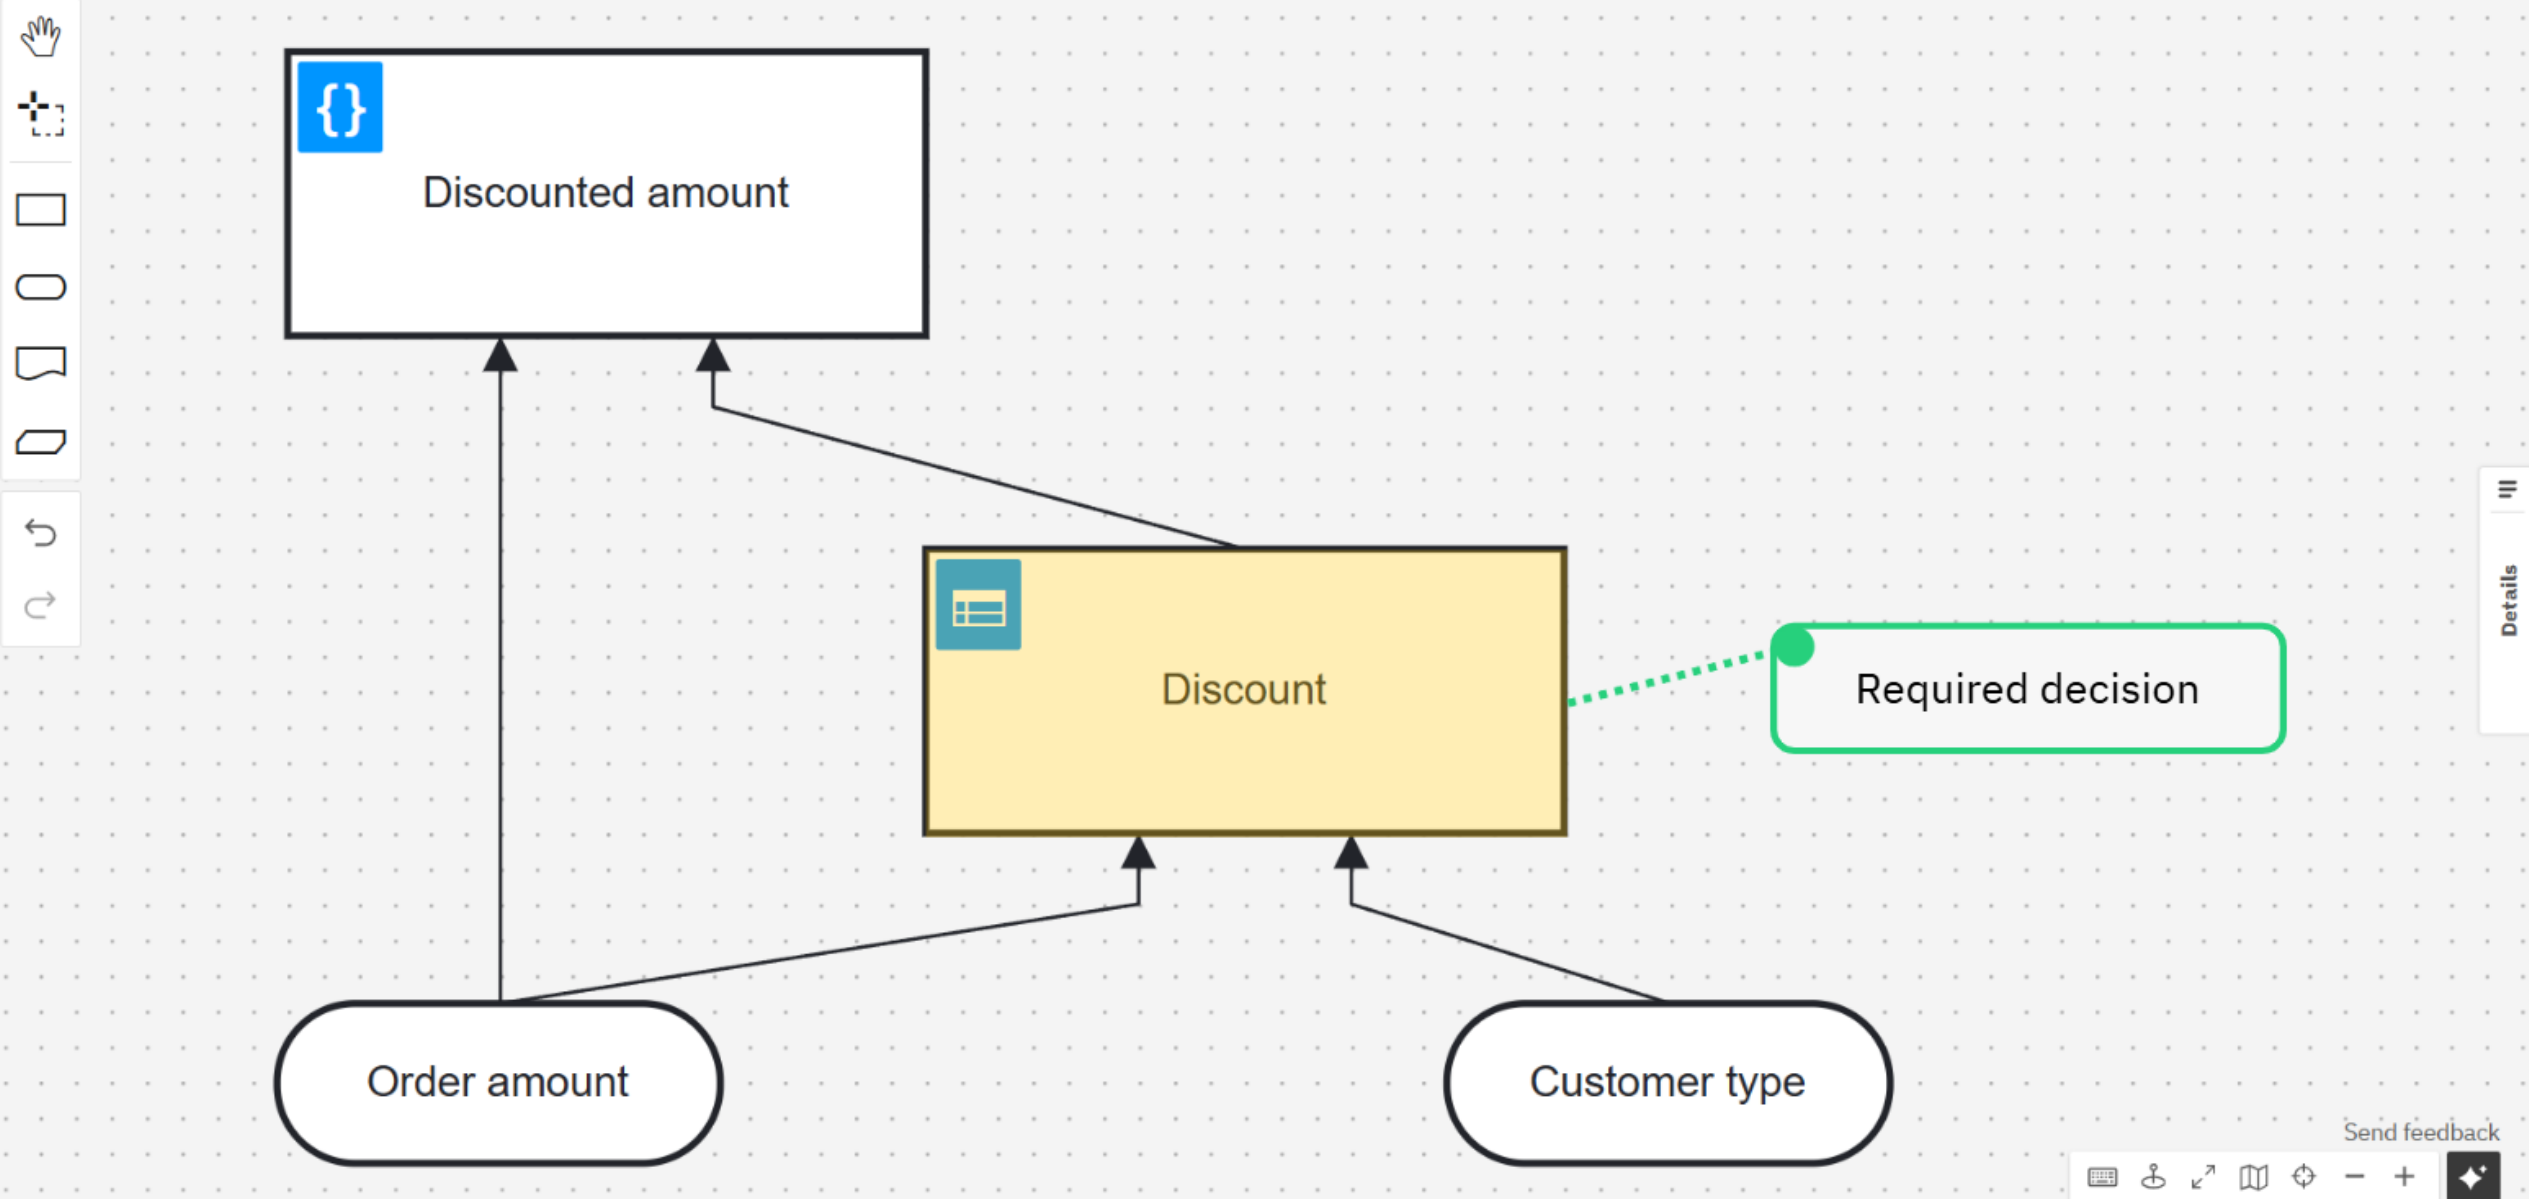 {}
Discounted amount
Discount
Required decision
Details
Order amount
Customer type
Send feedback